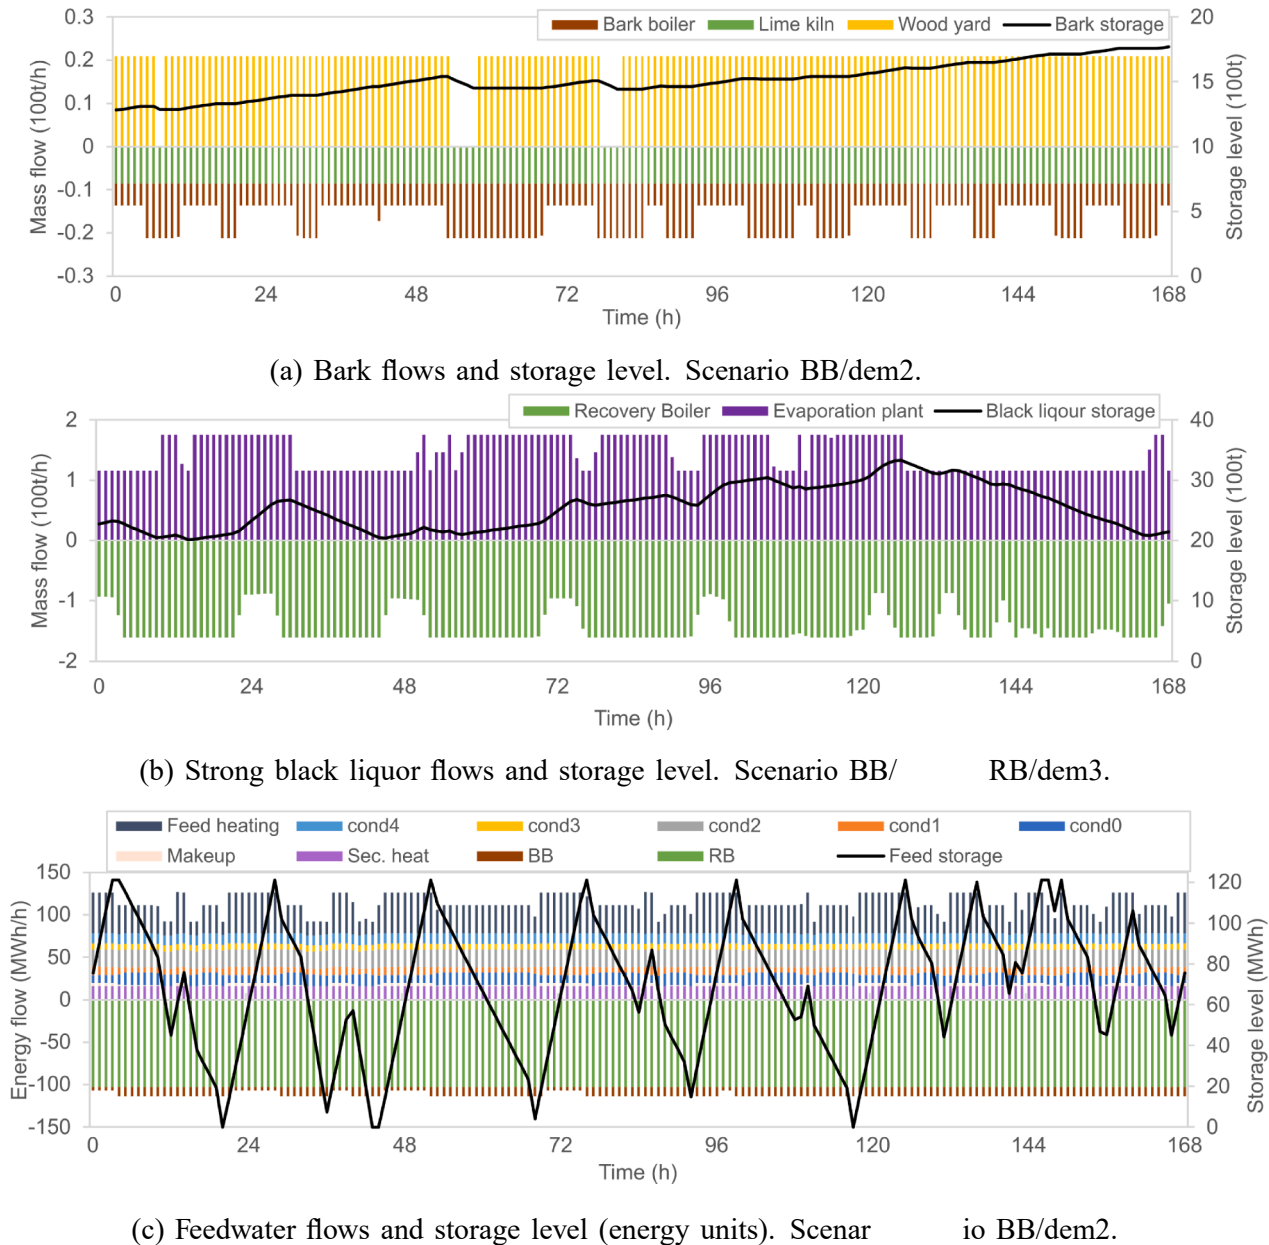 Bark boiler Lime kiln Wood yard Bark storage
0.3 20
0.2 15
0.1
0 10
-0.1
-0.2 5
-0.3 0
Mass flow (100t/h)
Storage level (100t)
0 24 48 72 96 120 144 168
Time (h)
(a) Bark flows and storage level. Scenario BB/dem2.
Recovery Boiler Evaporation plant Black liqour storage
2 40
1 30
0 20
-1 10
-2 0
Mass flow (100t/h)
Storage level (100t)
0 24 48 72 96 120 144 168
Time (h)
(b) Strong black liquor flows and storage level. Scenario BB/ RB/dem3.
Feed heating cond4 cond3 cond2 cond1 cond0
Makeup Sec. heat BB RB Feed storage
150 120
100 100
50 80
0 60
-50 40
-100 20
-150 0
Energy flow (MWh/h)
Storage level (MWh)
0 24 48 72 96 120 144 168
Time (h)
(c) Feedwater flows and storage level (energy units). Scenar io BB/dem2.